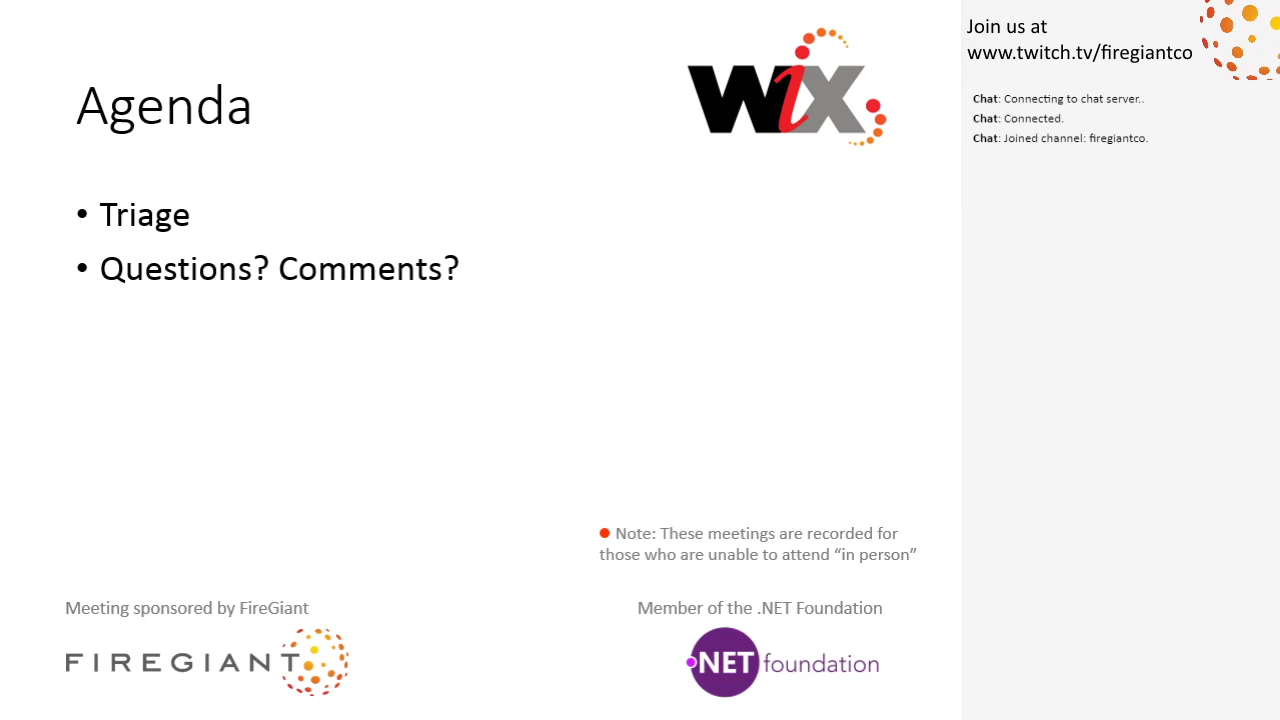 Agenda
WiX
• Triage
• Questions? Comments?
Note: These meetings are recorded for
those who are unable to attend “in person”
Meeting sponsored by FireGiant
Member of the .NET Foundation
FIREGIANT
.NET foundation
Join us at
www.twitch.tv/firegiantco
Chat: Connecting to chat server..
Chat: Connected.
Chat: Joined channel: firegiantco.